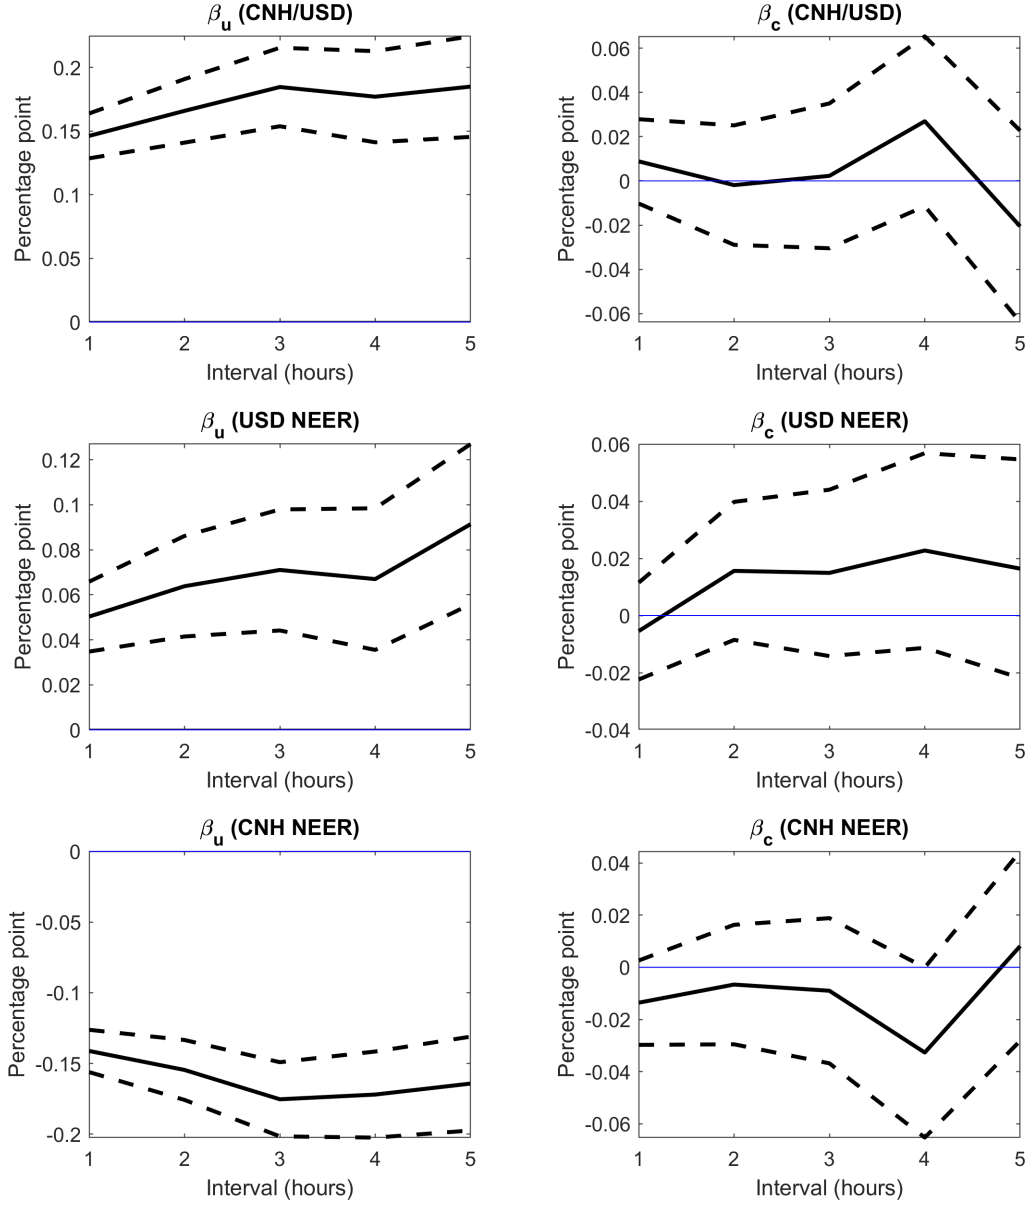 βu (CNH/USD)
Percentage point
0.2
0.15
0.1
0.05
0
1 2 3 4 5
Interval (hours)
βc (CNH/USD)
Percentage point
0.06
0.04
0.02
0
-0.02
-0.04
-0.06
1 2 3 4 5
Interval (hours)
βu (USD NEER)
Percentage point
0.12
0.1
0.08
0.06
0.04
0.02
0
1 2 3 4 5
Interval (hours)
βc (USD NEER)
Percentage point
0.06
0.04
0.02
0
-0.02
-0.04
1 2 3 4 5
Interval (hours)
βu (CNH NEER)
Percentage point
0
-0.05
-0.1
-0.15
-0.2
1 2 3 4 5
Interval (hours)
βc (CNH NEER)
Percentage point
0.04
0.02
0
-0.02
-0.04
-0.06
1 2 3 4 5
Interval (hours)